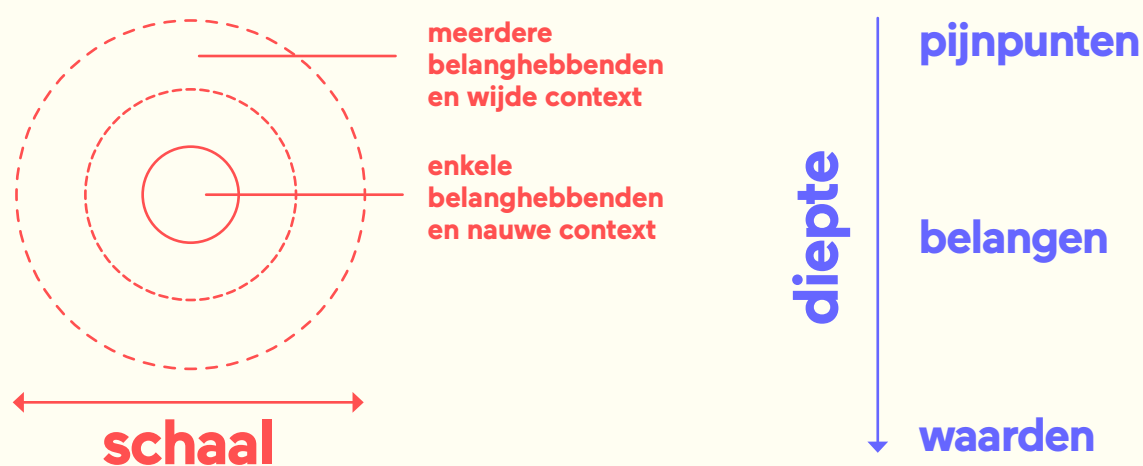 meerdere
belanghebbenden
en wijde context
enkele
belanghebbenden
en nauwe context
schaal
diepte
pijnpunten
belangen
waarden